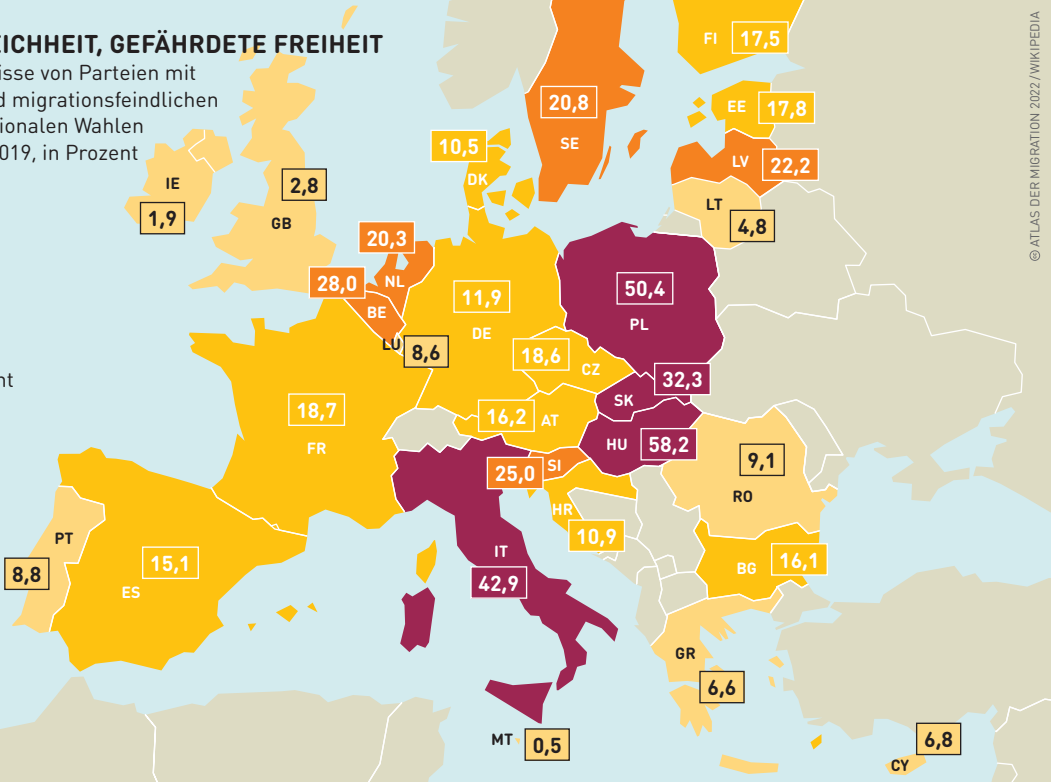 EICHHEIT, GEFÄHRDETE FREIHEIT
isse von Parteien mit
d migrationsfeindlichen
ionalen Wahlen
019, in Prozent
nt
© ATLAS DER MIGRATION 2022 / WIKIPEDIA
FI 17,5
20,8
SE
EE 17,8
10,5
DK
LV 22,2
IE
1,9
2,8
GB
LT
4,8
20,3
NL
28,0
BE
11,9
DE
50,4
PL
LU 8,6
18,6
CZ
32,3
SK
18,7
FR
16,2 AT
HU 58,2
25,0 SI
9,1
RO
HR
10,9
PT
8,8
15,1
ES
IT
42,9
BG 16,1
GR
6,6
MT 0,5
6,8
CY